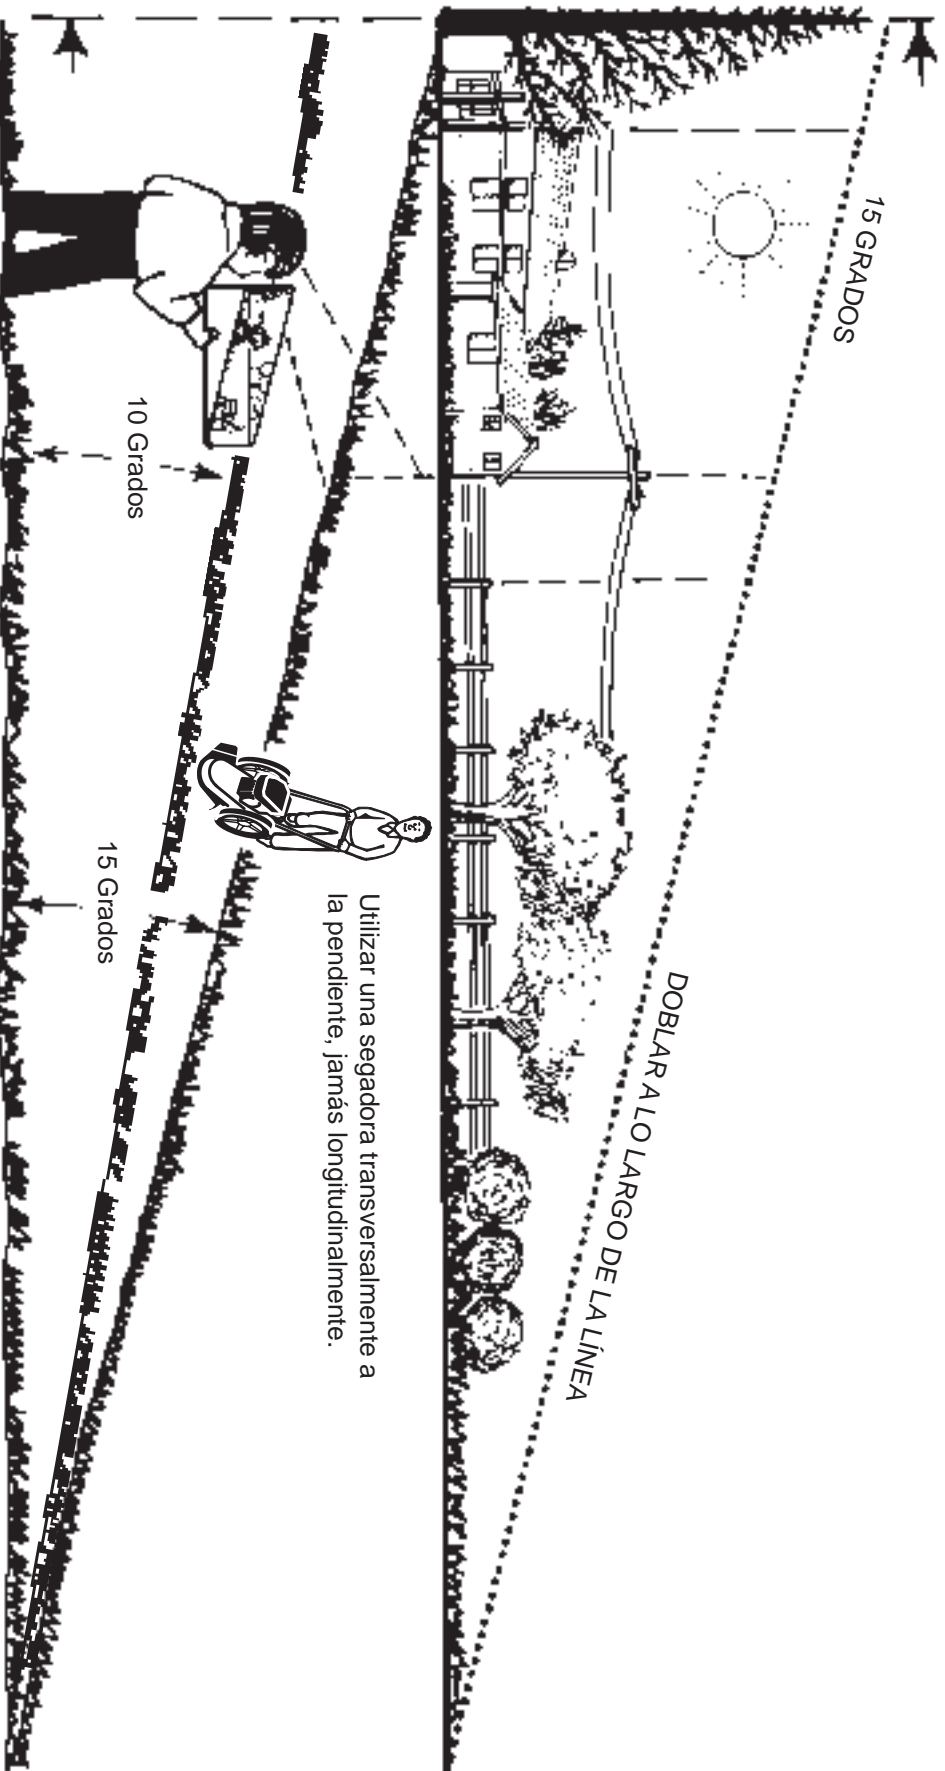 15 GRADOS
DOBLAR A LO LARGO DE LA LÍNEA
Utilizar una segadora transversalmente a
la pendiente, jamás longitudinalmente.
10 Grados
15 Grados